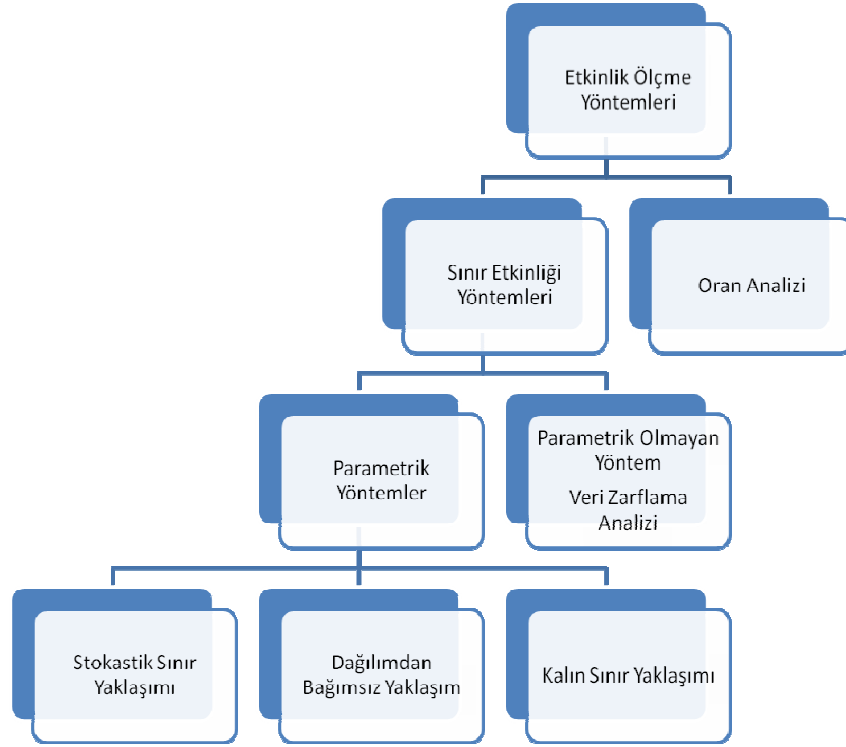 Etkinlik Ölçme
Yöntemleri
Sınır Etkinliği
Yöntemleri
Oran Analizi
Parametrik
Yöntemler
Parametrik Olmayan
Yöntem
Veri Zarflama
Analizi
Stokastik Sınır
Yaklaşımı
Dağılımdan
Bağımsız Yaklaşım
Kalın Sınır Yaklaşımı